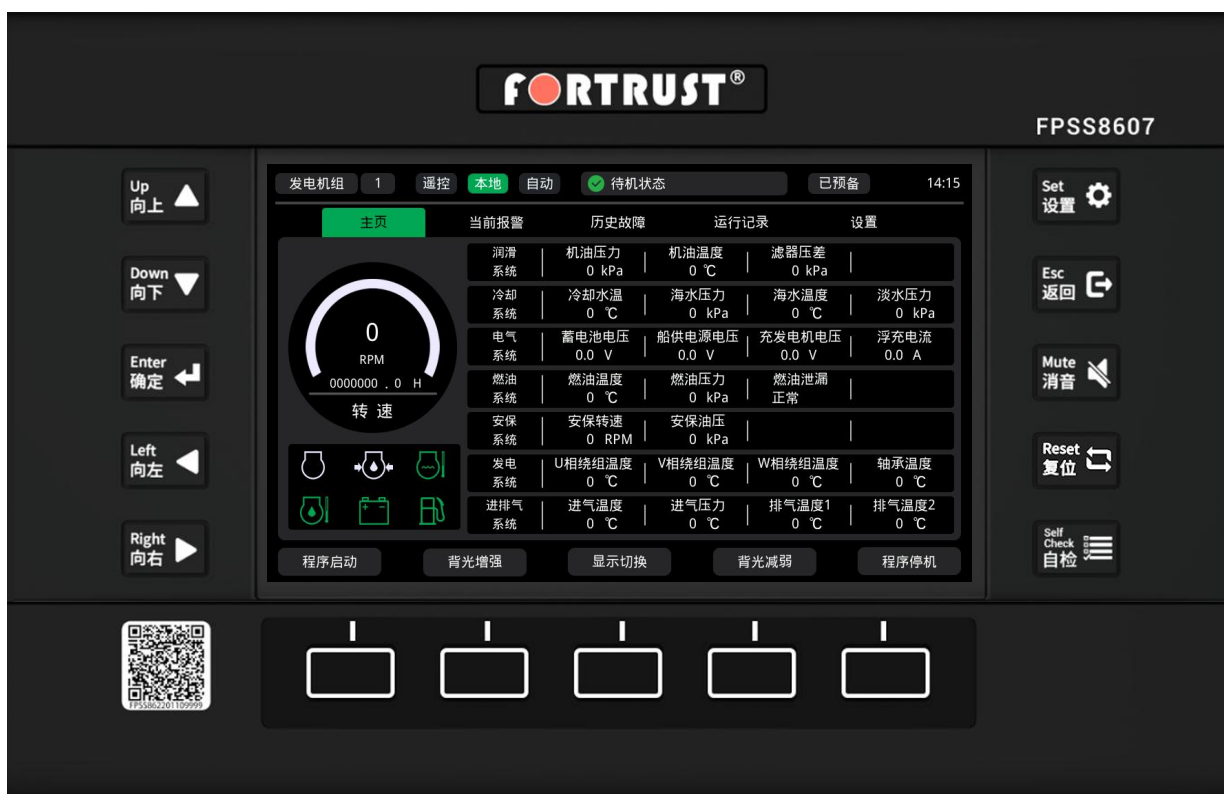 FORTRUST®
FPSS8607
Up
向上
Down
向下
Enter
确定
Left
向左
Right
向右
发电机组 1 遥控 本地 自动 待机状态 已预备 14:15
主页 当前报警 历史故障 运行记录 设置
0
RPM
0000000 . 0 H
转 速
润滑 机油压力 机油温度 滤器压差
系统 0 kPa 0 ℃ 0 kPa
冷却 冷却水温 海水压力 海水温度 淡水压力
系统 0 ℃ 0 kPa 0 ℃ 0 kPa
电气 蓄电池电压 船供电源电压 充发电机电压 浮充电流
系统 0.0 V 0.0 V 0.0 V 0.0 A
燃油 燃油温度 燃油压力 燃油泄漏
系统 0 ℃ 0 kPa 正常
安保 安保转速 安保油压
系统 0 RPM 0 kPa
发电 U相绕组温度 V相绕组温度 W相绕组温度 轴承温度
系统 0 ℃ 0 ℃ 0 ℃ 0 ℃
进排气 进气温度 进气压力 排气温度1 排气温度2
系统 0 ℃ 0 ℃ 0 ℃ 0 ℃
程序启动 背光增强 显示切换 背光减弱 程序停机
Set
设置
Esc
返回
Mute
消音
Reset
复位
Self
Check
自检
FPSS862201109999